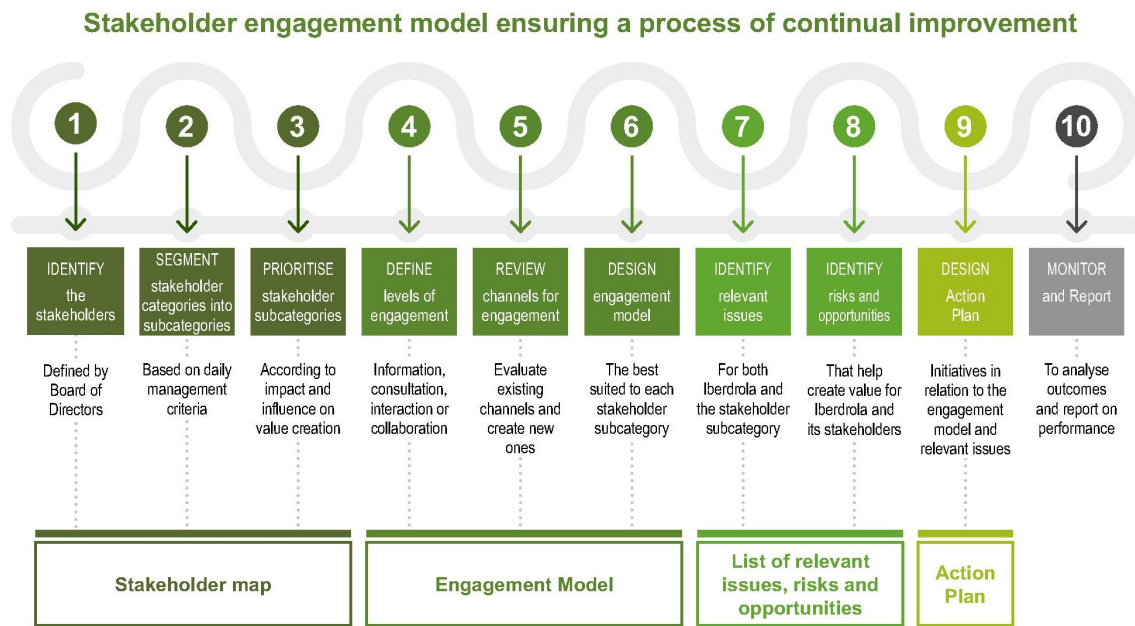 Stakeholder engagement model ensuring a process of continual improvement
1
2
3
4
5
6
7
8
9
10
IDENTIFY
the
stakeholders
SEGMENT
stakeholder
categories into
subcategories
PRIORITISE
stakeholder
subcategories
DEFINE
levels of
engagement
REVIEW
channels for
engagement
DESIGN
engagement
model
IDENTIFY
relevant
issues
IDENTIFY
risks and
opportunities
DESIGN
Action
Plan
MONITOR
and Report
Defined by
Board of
Directors
Based on daily
management
criteria
According to
impact and
influence on
value creation
Information,
consultation,
interaction or
collaboration
Evaluate
existing
channels and
create new
ones
The best
suited to each
stakeholder
subcategory
For both
Iberdrola and
the stakeholder
subcategory
That help
create value for
Iberdrola and
its stakeholders
Initiatives in
relation to the
engagement
model and
relevant issues
To analyse
outcomes
and report on
performance
Stakeholder map
Engagement Model
List of relevant
issues, risks and
opportunities
Action
Plan